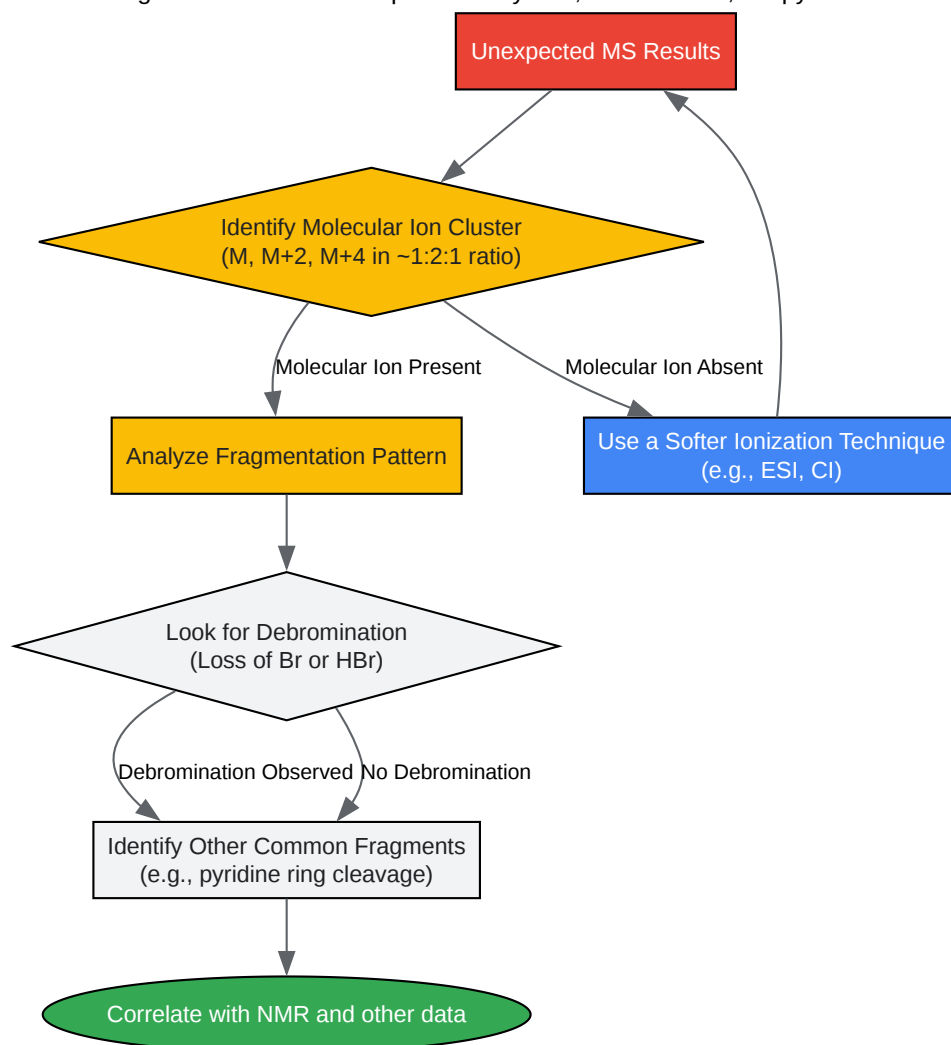 Unexpected MS Results
Identify Molecular Ion Cluster
(M, M+2, M+4 in ~1:2:1 ratio)
Molecular Ion Present
Molecular Ion Absent
Analyze Fragmentation Pattern
Use a Softer Ionization Technique
(e.g., ESI, CI)
Look for Debromination
(Loss of Br or HBr)
Debromination Observed
No Debromination
Identify Other Common Fragments
(e.g., pyridine ring cleavage)
Correlate with NMR and other data